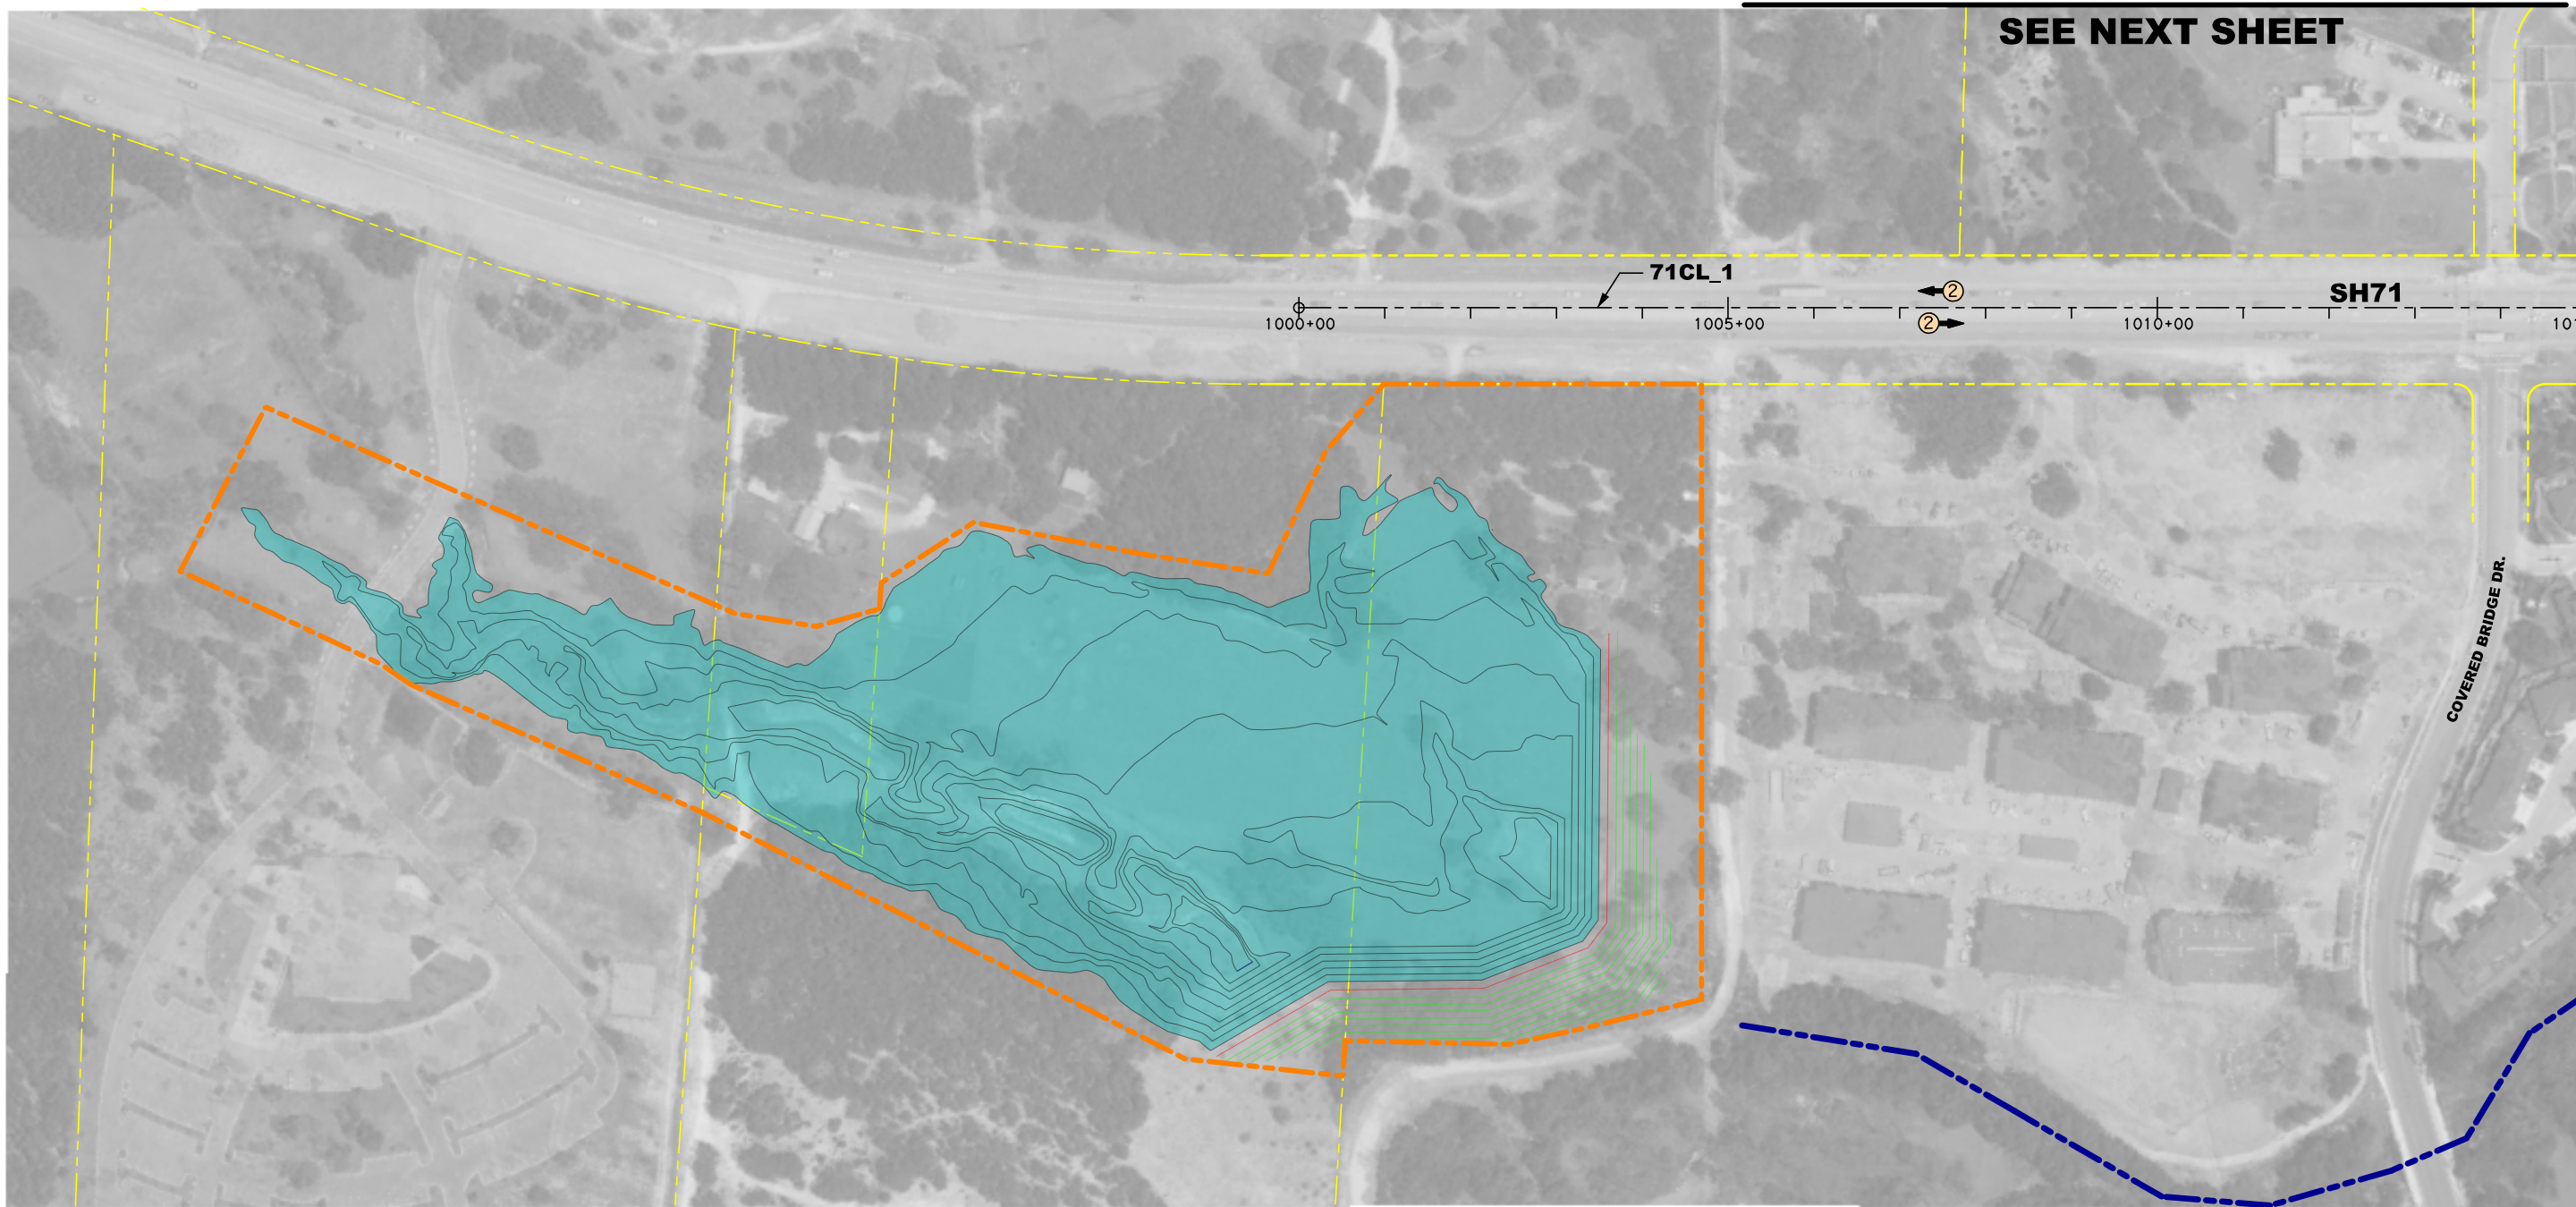 SEE NEXT SHEET
71CL_1
2
SH71
2
1000+00
1005+00
1010+00
COVERED BRIDGE DR.